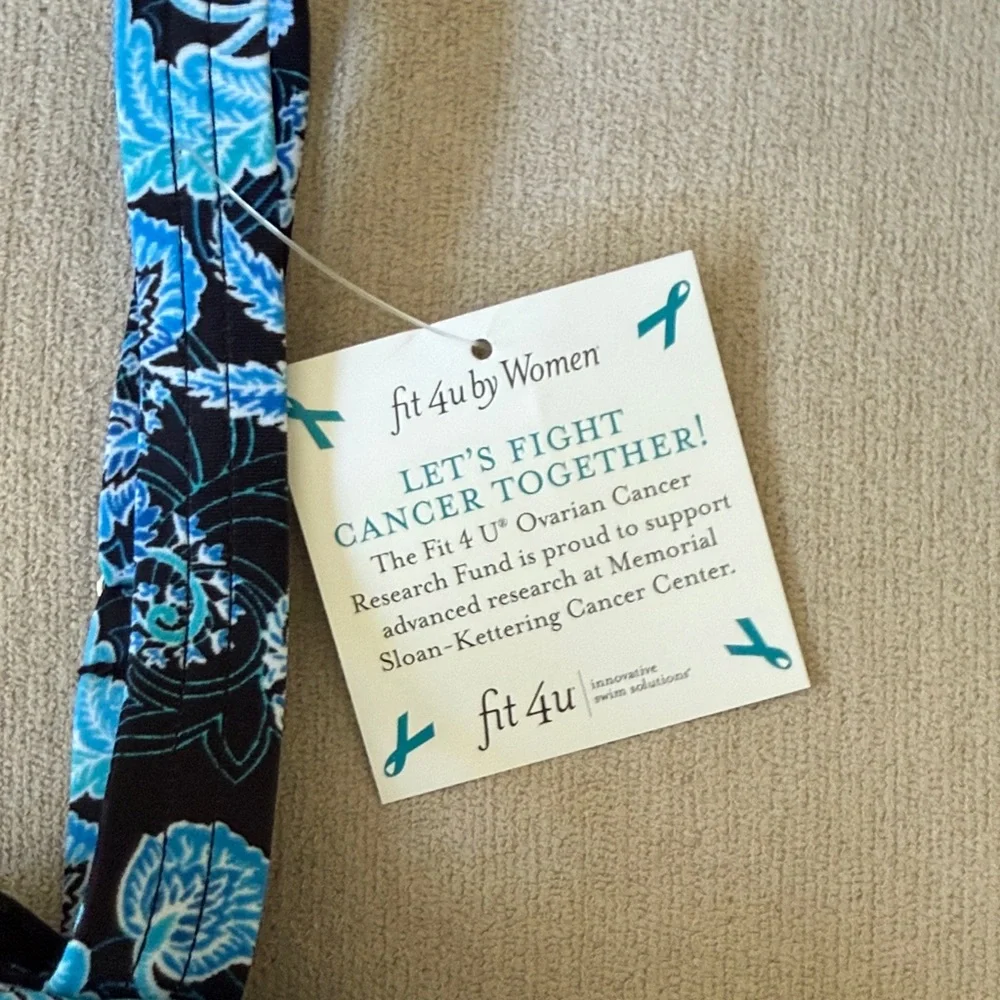 fit 4u by Women
LET'S FIGHT
CANCER TOGETHER!
The Fit 4 U® Ovarian Cancer
Research Fund is proud to support
advanced research at Memorial
Sloan-Kettering Cancer Center.
fit 4u
innovative
swim solutions